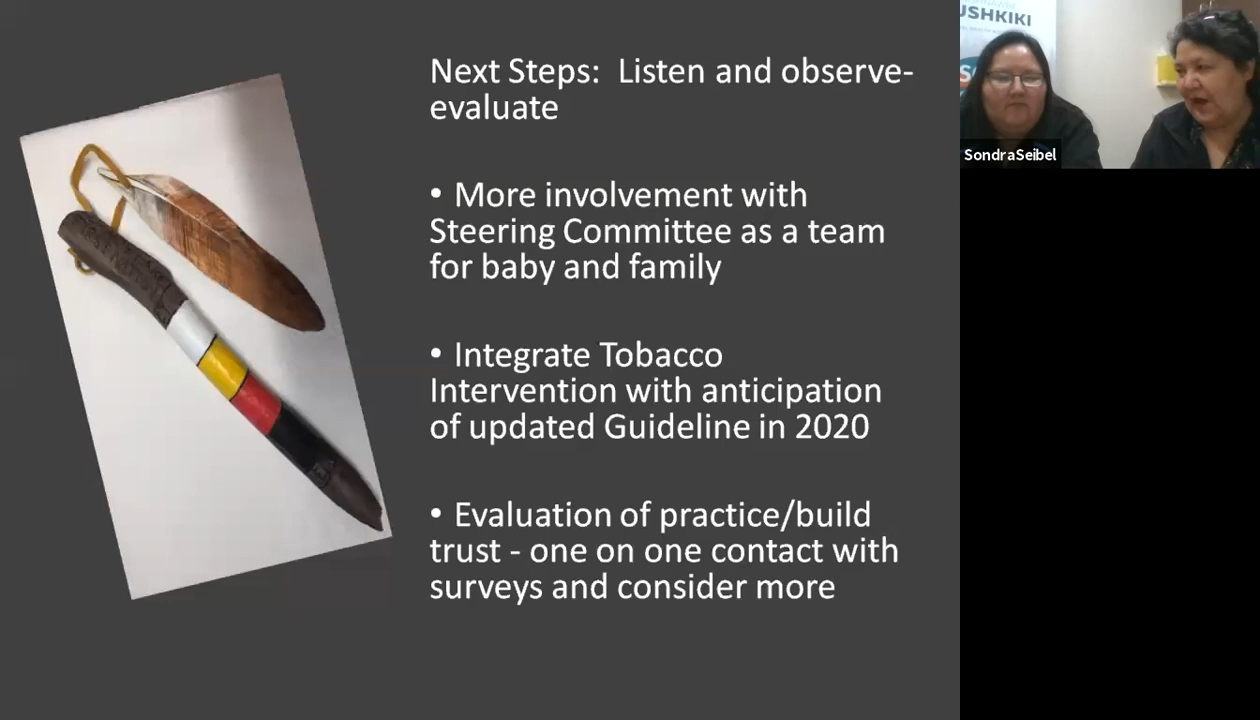 Next Steps:  Listen and observe-
evaluate
• More involvement with
Steering Committee as a team
for baby and family
• Integrate Tobacco
Intervention with anticipation
of updated Guideline in 2020
• Evaluation of practice/build
trust - one on one contact with
surveys and consider more
USHKIKI
SondraSeibel